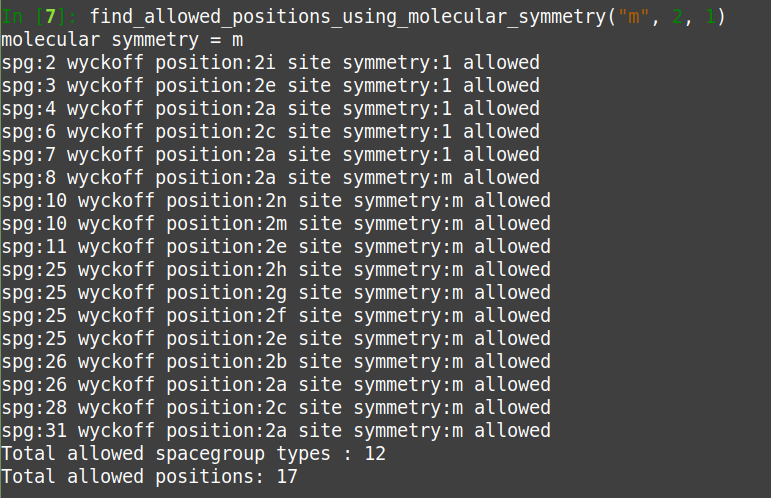 In [7]: find_allowed_positions_using_molecular_symmetry("m", 2, 1)
molecular symmetry = m
spg:2 wyckoff position:2i site symmetry:1 allowed
spg:3 wyckoff position:2e site symmetry:1 allowed
spg:4 wyckoff position:2a site symmetry:1 allowed
spg:6 wyckoff position:2c site symmetry:1 allowed
spg:7 wyckoff position:2a site symmetry:1 allowed
spg:8 wyckoff position:2a site symmetry:m allowed
spg:10 wyckoff position:2n site symmetry:m allowed
spg:10 wyckoff position:2m site symmetry:m allowed
spg:11 wyckoff position:2e site symmetry:m allowed
spg:25 wyckoff position:2h site symmetry:m allowed
spg:25 wyckoff position:2g site symmetry:m allowed
spg:25 wyckoff position:2f site symmetry:m allowed
spg:25 wyckoff position:2e site symmetry:m allowed
spg:26 wyckoff position:2b site symmetry:m allowed
spg:26 wyckoff position:2a site symmetry:m allowed
spg:28 wyckoff position:2c site symmetry:m allowed
spg:31 wyckoff position:2a site symmetry:m allowed
Total allowed spacegroup types : 12
Total allowed positions: 17